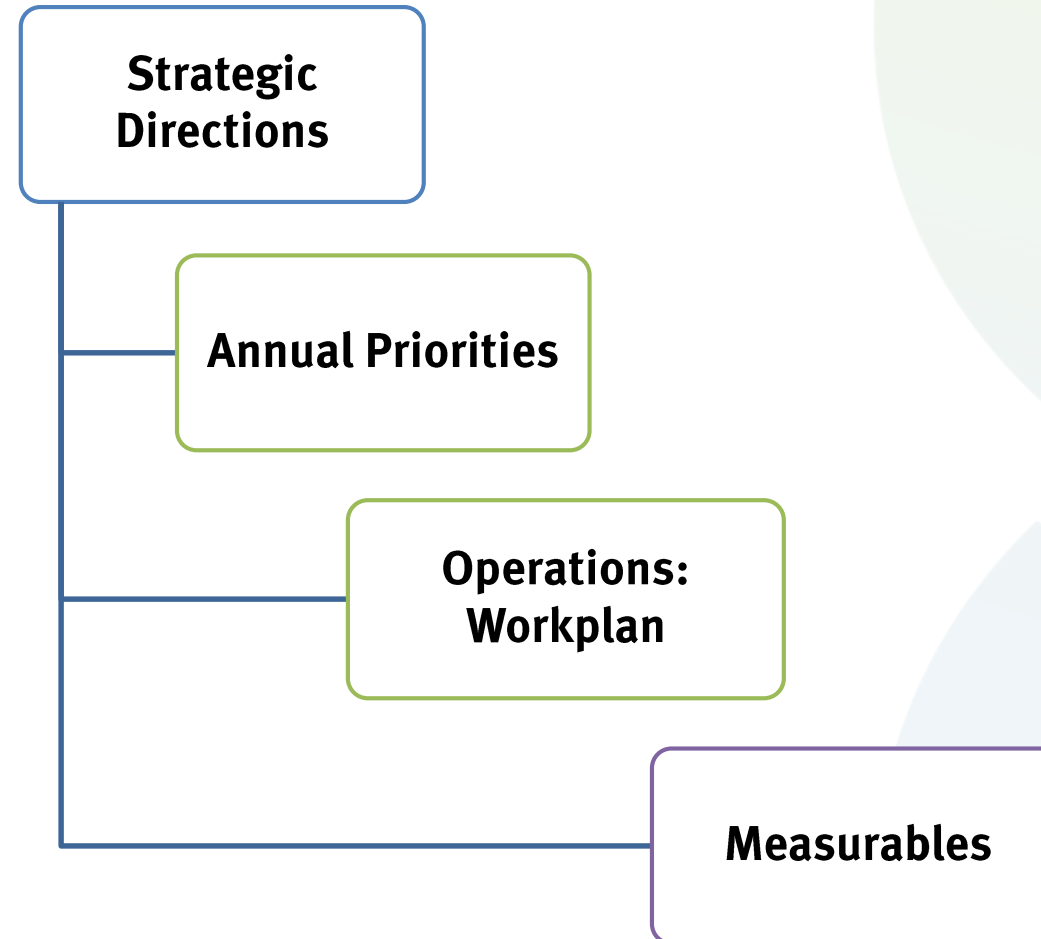 Strategic
Directions
Annual Priorities
Operations:
Workplan
Measurables